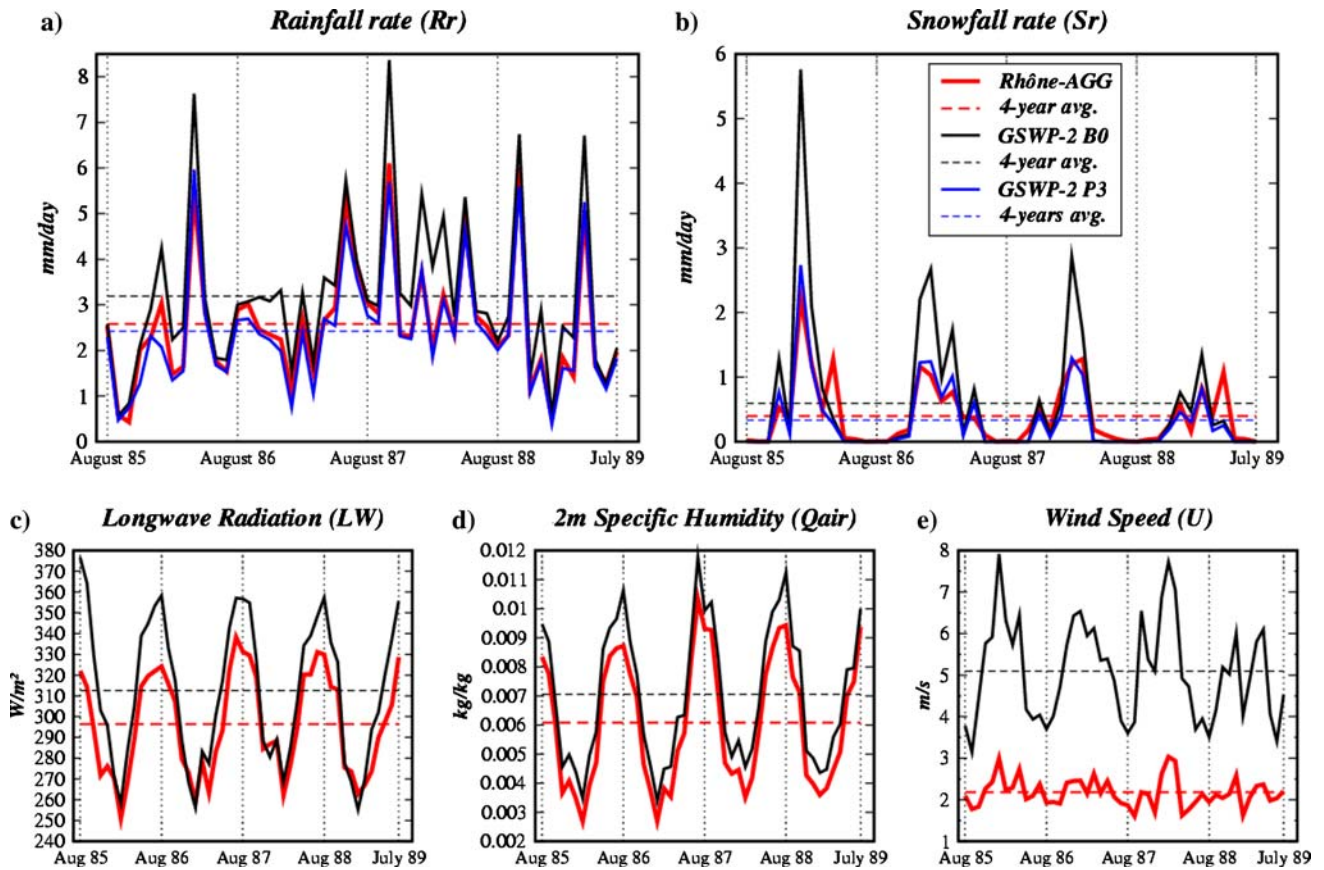 a) Rainfall rate (Rr)
mm/day
8
7
6
5
4
3
2
1
0
August 85 August 86 August 87 August 88 July 89
b) Snowfall rate (Sr)
mm/day
6
5
4
3
2
1
0
Rhône-AGG
4-year avg.
GSWP-2 B0
4-year avg.
GSWP-2 P3
4-years avg.
August 85 August 86 August 87 August 88 July 89
c) Longwave Radiation (LW)
W/m²
380
370
360
350
340
330
320
310
300
290
280
270
260
250
240
Aug 85 Aug 86 Aug 87 Aug 88 July 89
d) 2m Specific Humidity (Qair)
kg/kg
0.012
0.011
0.01
0.009
0.008
0.007
0.006
0.005
0.004
0.003
0.002
Aug 85 Aug 86 Aug 87 Aug 88 July 89
e) Wind Speed (U)
m/s
8
7
6
5
4
3
2
1
Aug 85 Aug 86 Aug 87 Aug 88 July 89